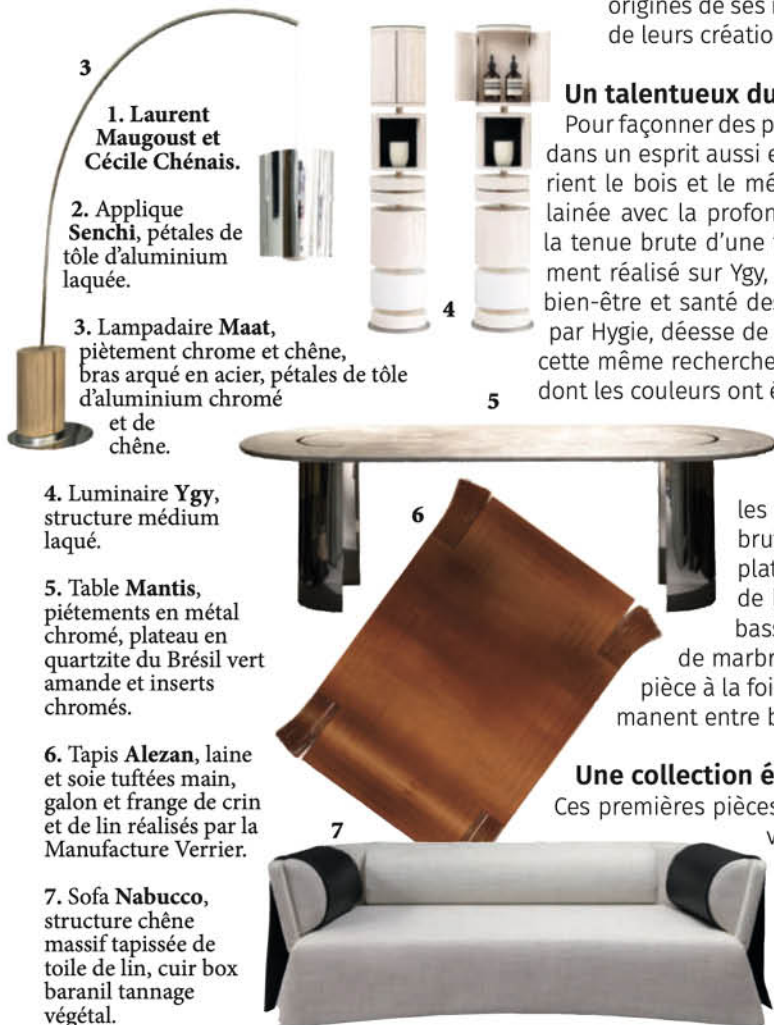 3
1. Laurent
Maugoust et
Cécile Chénais.
2. Applique
Senchi, pétales de
tôle d'aluminium
laquée.
3. Lampadaire Maat,
piètement chrome et chêne,
bras arqué en acier, pétales de tôle
d'aluminium chromé
et de
chêne.
4
5
4. Luminaire Ygy,
structure médium
laqué.
6
5. Table Mantis,
piétements en métal
chromé, plateau en
quartzite du Brésil vert
amande et inserts
chromés.
6. Tapis Alezan, laine
et soie tuftées main,
galon et frange de crin
et de lin réalisés par la
Manufacture Verrier.
7
7. Sofa Nabucco,
structure chêne
massif tapissée de
toile de lin, cuir box
baranil tannage
végétal.
origines de ses
de leurs créatio
Un talentueux du
Pour façonner des p
dans un esprit aussi e
rient le bois et le mé
lainée avec la profon
la tenue brute d'une
ment réalisé sur Ygy,
bien-être et santé de
par Hygie, déesse de
cette même recherche
dont les couleurs ont é
les
bru
plat
de
bass
de marbr
pièce à la foi
manent entre b
Une collection é
Ces premières pièces
v